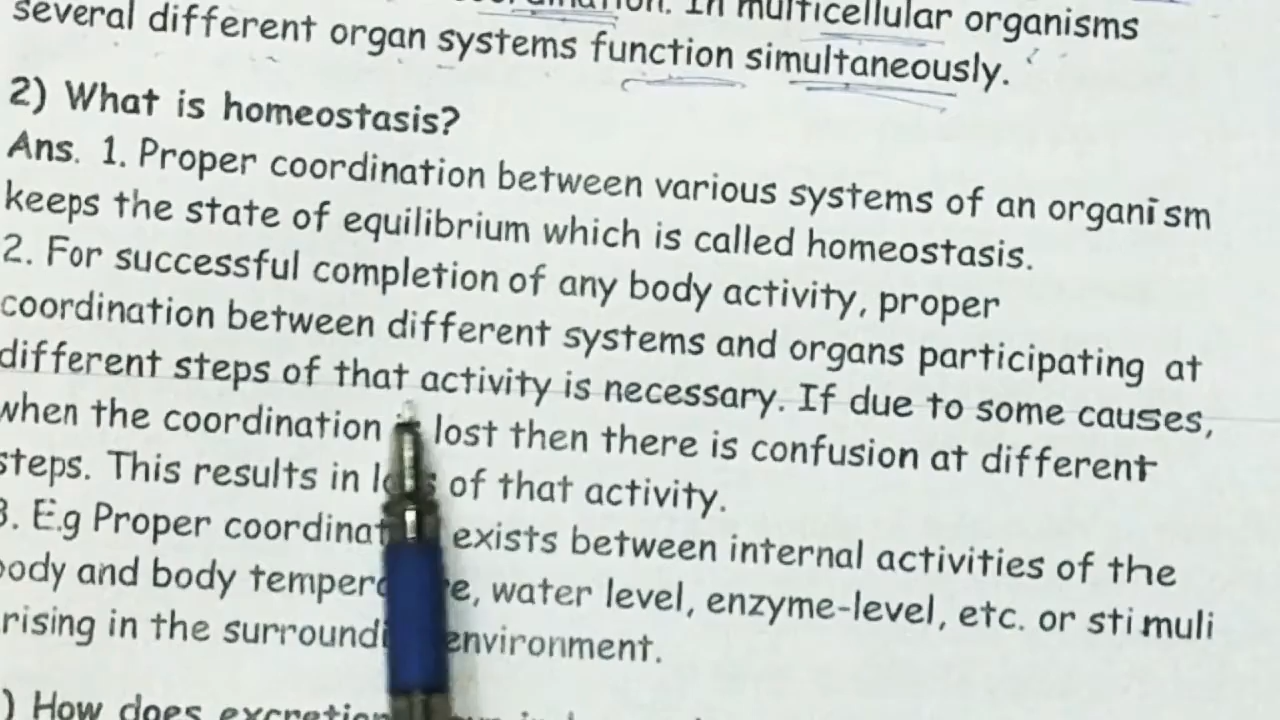 In multicellular organisms
several different organ systems function simultaneously.
2) What is homeostasis?
Ans. 1. Proper coordination between various systems of an organism
keeps the state of equilibrium which is called homeostasis.
2. For successful completion of any body activity, proper
coordination between different systems and organs participating at
different steps of that activity is necessary. If due to some causes,
when the coordination lost then there is confusion at different
steps. This results in of that activity.
3. E.g Proper exists between internal activities of the
body and body water level, enzyme-level, etc. or stimuli
rising in the environment.
) How does